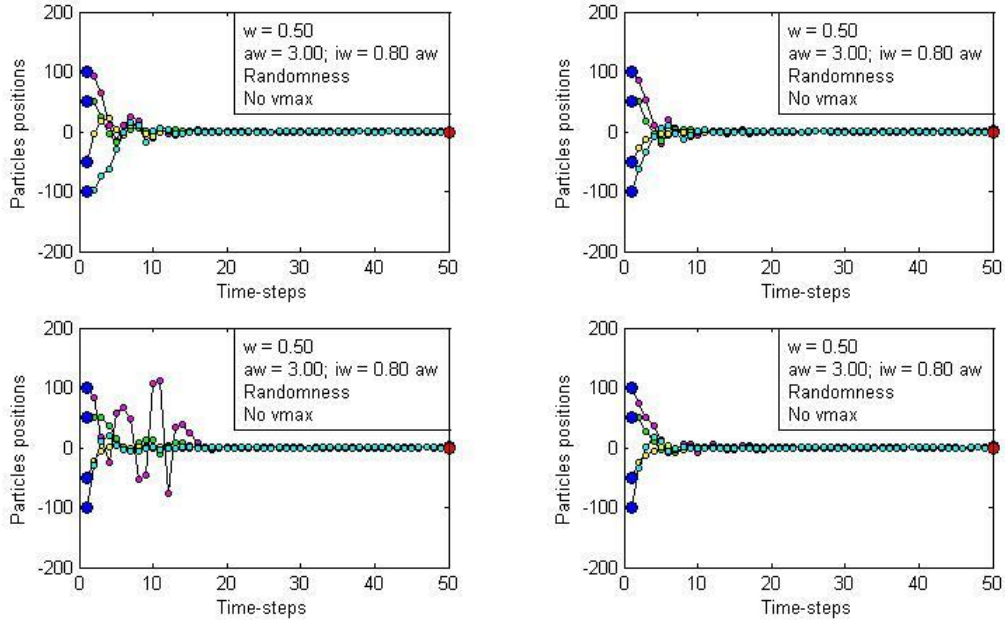 200
100
0
-100
-200
Particles positions
w = 0.50
aw = 3.00; iw = 0.80 aw
Randomness
No vmax
0 10 20 30 40 50
Time-steps
200
100
0
-100
-200
Particles positions
w = 0.50
aw = 3.00; iw = 0.80 aw
Randomness
No vmax
0 10 20 30 40 50
Time-steps
200
100
0
-100
-200
Particles positions
w = 0.50
aw = 3.00; iw = 0.80 aw
Randomness
No vmax
0 10 20 30 40 50
Time-steps
200
100
0
-100
-200
Particles positions
w = 0.50
aw = 3.00; iw = 0.80 aw
Randomness
No vmax
0 10 20 30 40 50
Time-steps